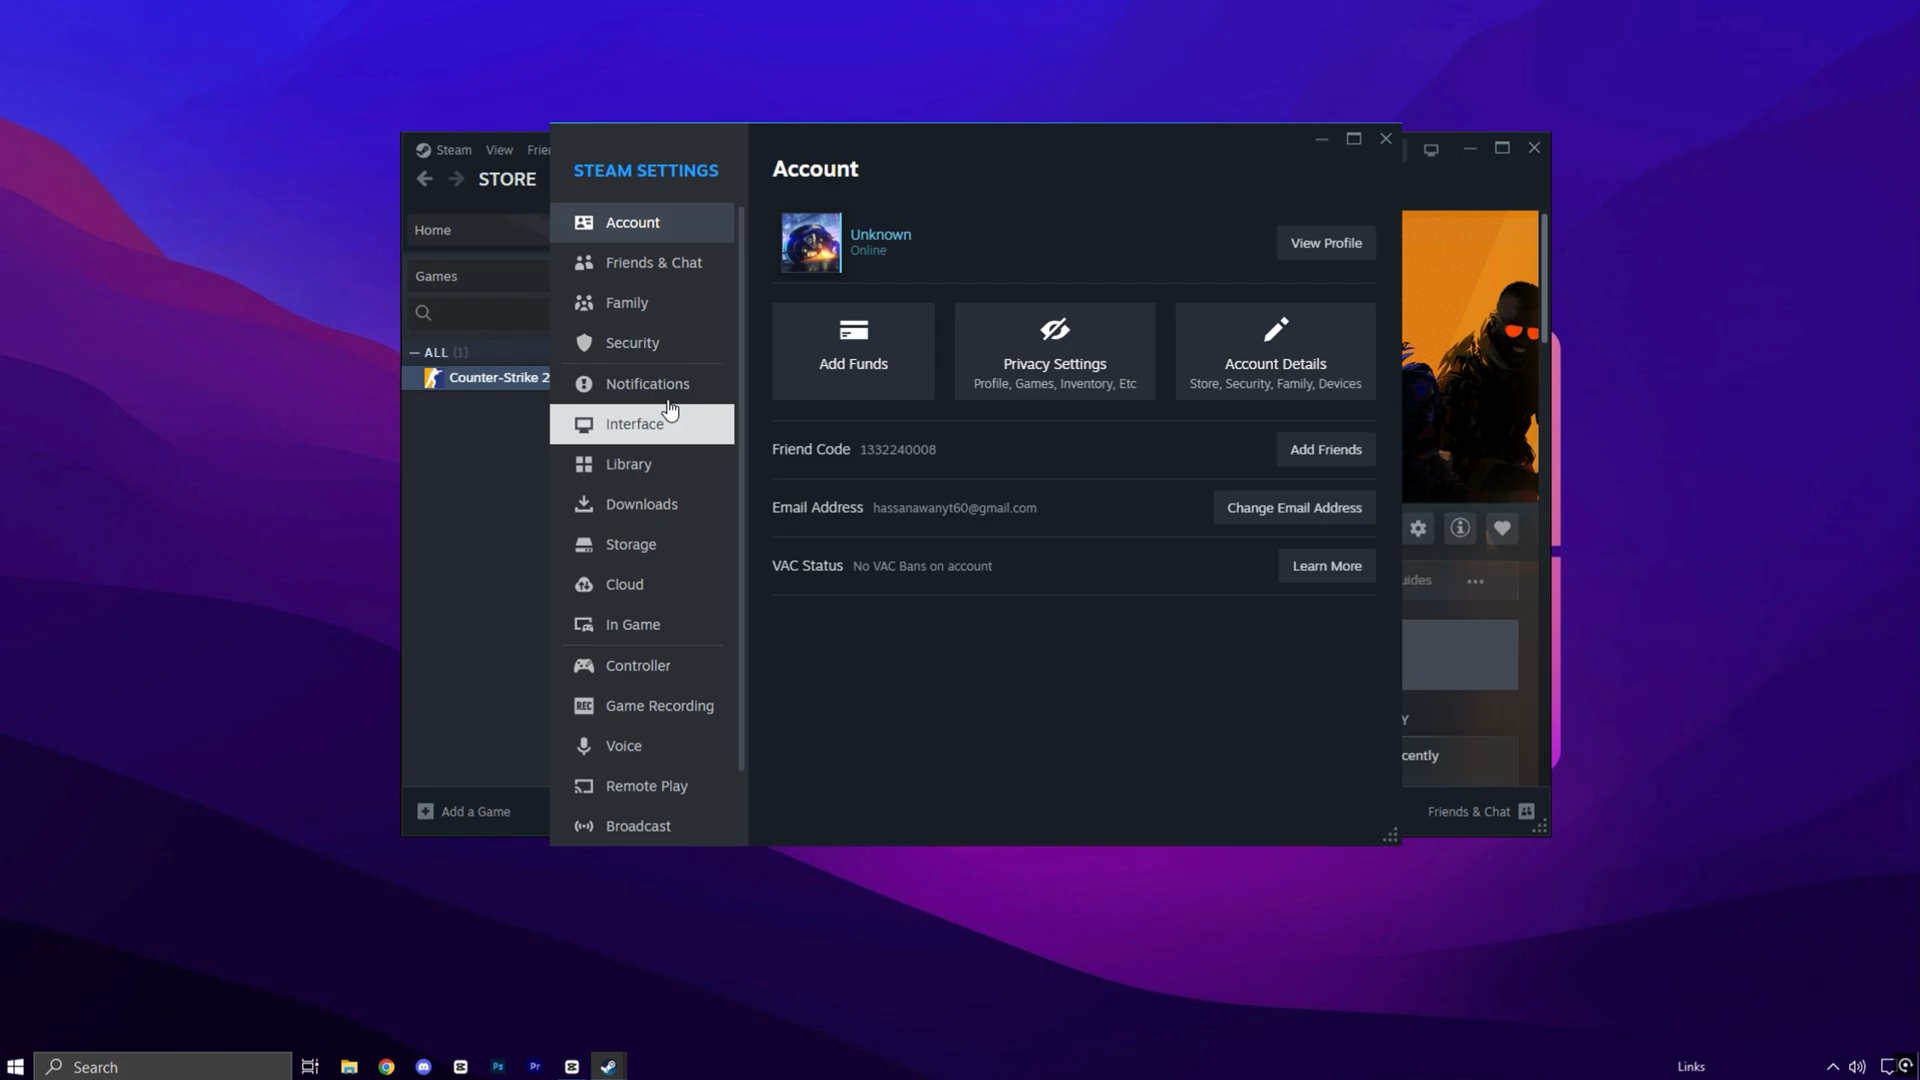 Steam View
STORE
Home
Games
ALL (1)
Counter-Strike 2
Add a Game
STEAM SETTINGS
Account
Friends & Chat
Family
Security
Notifications
Interface
Library
Downloads
Storage
Cloud
In Game
Controller
REC Game Recording
Voice
Remote Play
Broadcast
Account
Unknown
Online
View Profile
Add Funds
Privacy Settings
Profile, Games, Inventory, Etc
Account Details
Store, Security, Family, Devices
Friend Code 1332240008
Add Friends
Email Address hassanawanyt60@gmail.com
Change Email Address
VAC Status No VAC Bans on account
Learn More
uides
Y
cently
Friends & Chat
Search
Ps
Pr
Links